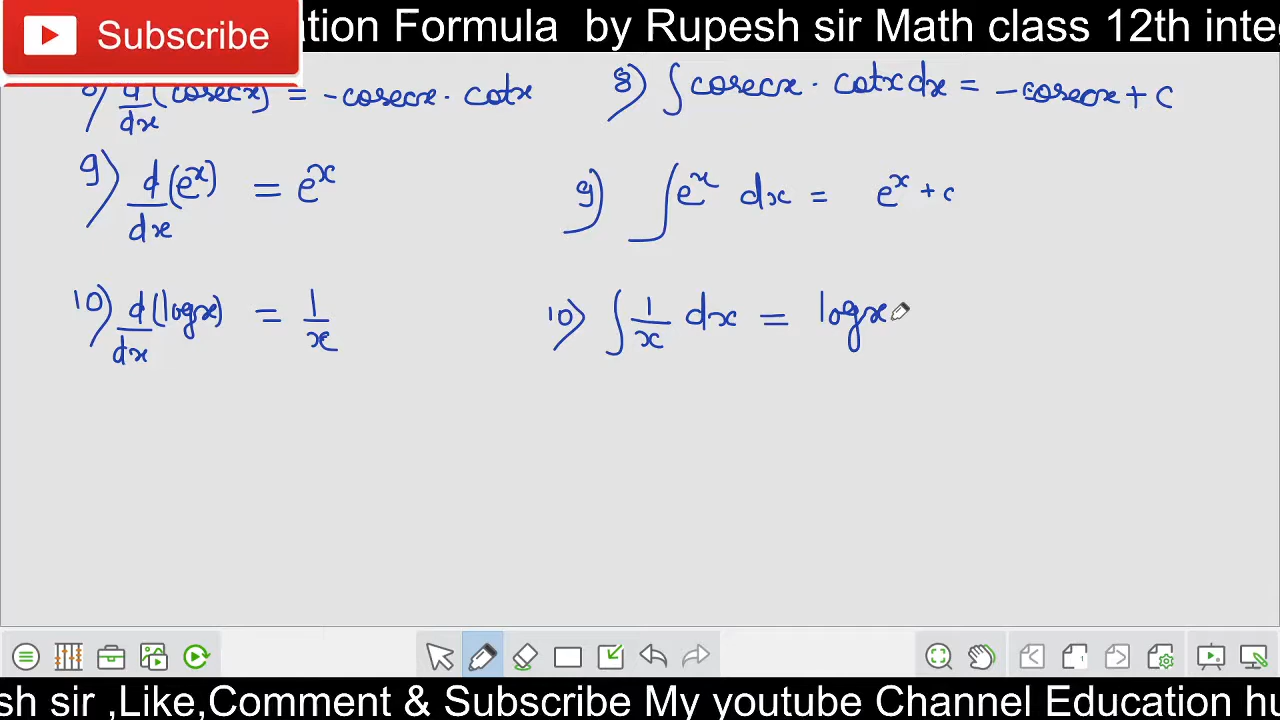 Subscribe
ation Formula by Rupesh sir Math class 12th inte
8) d/dx (cosecx) = -cosecx · cotx
8) ∫ cosecx · cotx dx = -cosecx + c
9) d/dx (e^x) = e^x
9) ∫ e^x dx = e^x + c
10) d/dx (logx) = 1/x
10) ∫ 1/x dx = logx
sh sir ,Like,Comment & Subscribe My youtube Channel Education hu